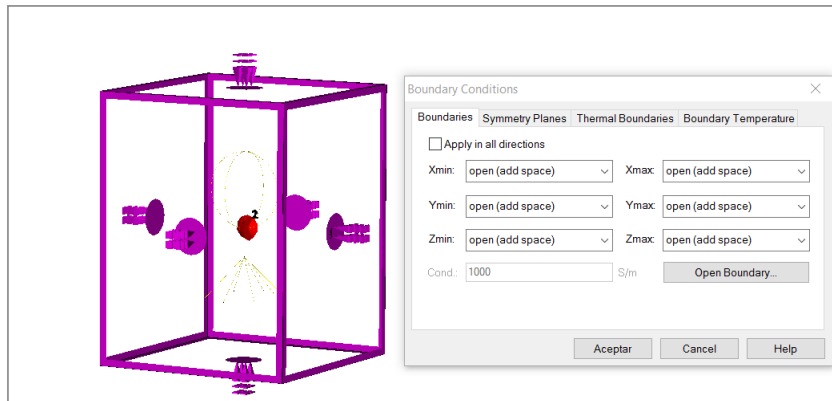 2
Boundary Conditions
Boundaries Symmetry Planes Thermal Boundaries Boundary Temperature
Apply in all directions
Xmin: open (add space) Xmax: open (add space)
Ymin: open (add space) Ymax: open (add space)
Zmin: open (add space) Zmax: open (add space)
Cond.: 1000 S/m Open Boundary...
Aceptar Cancel Help